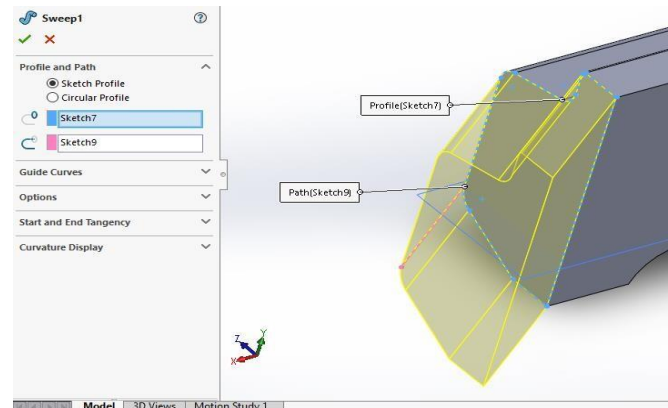 Sweep1
Profile and Path
Sketch Profile
Circular Profile
Sketch7
Sketch9
Guide Curves
Options
Start and End Tangency
Curvature Display
Profile(Sketch7)
Path(Sketch9)
Z
Y
X
Model 3D Views Motion Study 1